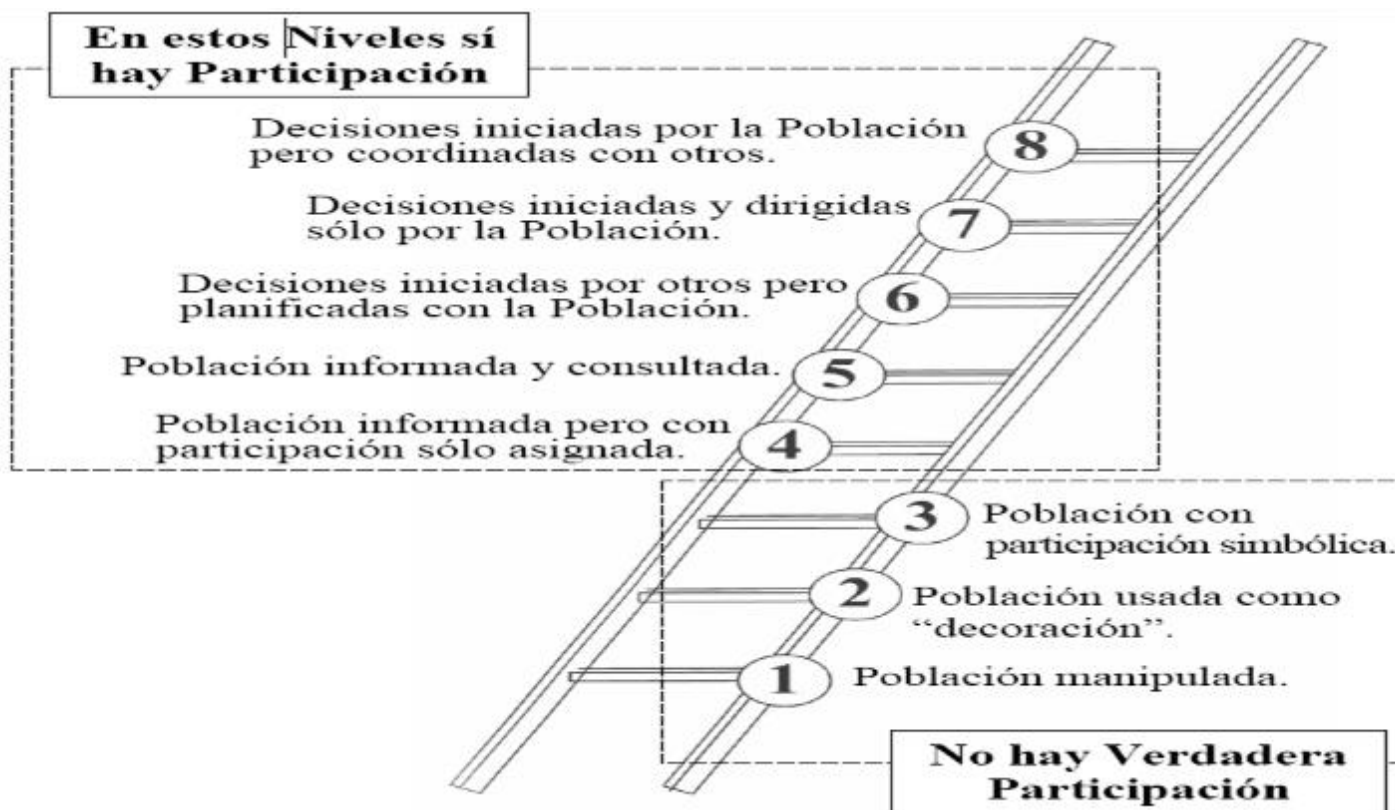 En estos Niveles sí
hay Participación
Decisiones iniciadas por la Población
pero coordinadas con otros.
8
Decisiones iniciadas y dirigidas
sólo por la Población.
7
Decisiones iniciadas por otros pero
planificadas con la Población.
6
Población informada y consultada.
5
Población informada pero con
participación sólo asignada.
4
3
Población con
participación simbólica.
2
Población usada como
“decoración”.
1
Población manipulada.
No hay Verdadera
Participación